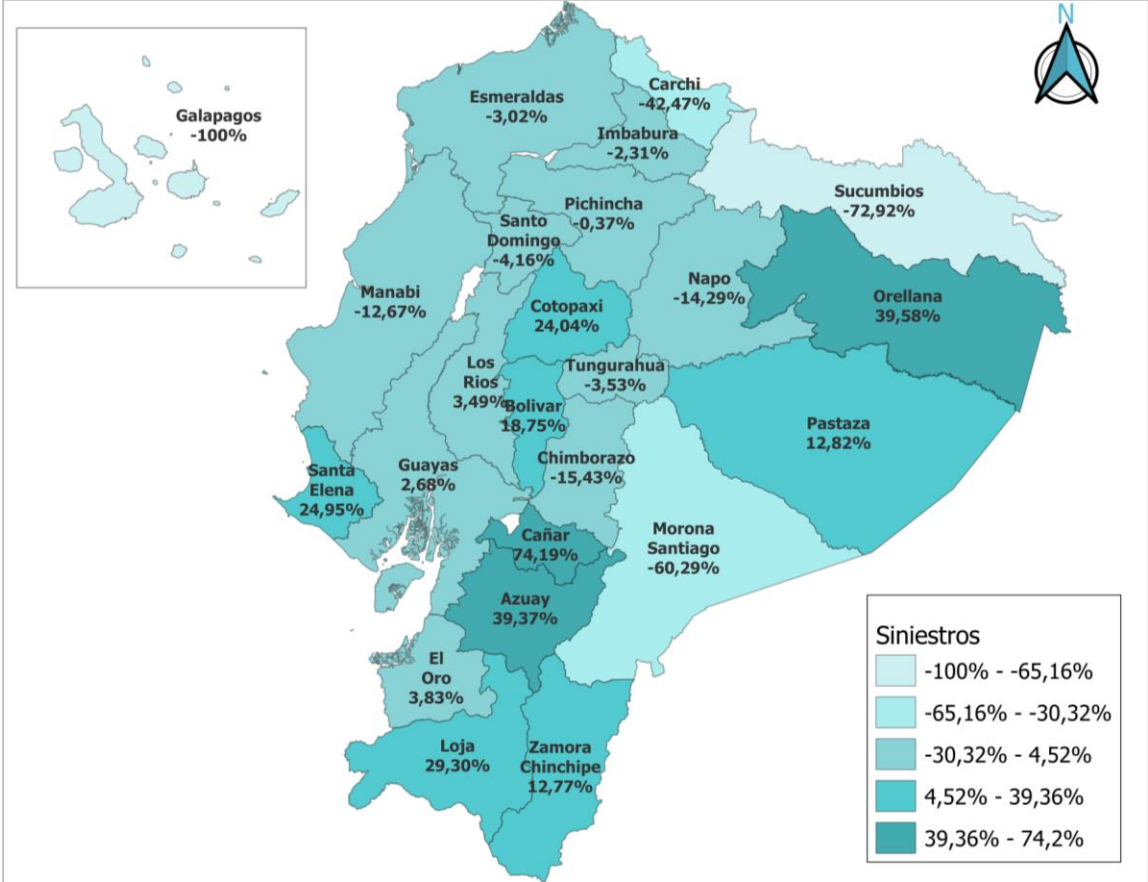 N
Galapagos
-100%
Esmeraldas
-3,02%
Carchi
-42,47%
Imbabura
-2,31%
Sucumbios
-72,92%
Pichincha
-0,37%
Santo
Domingo
-4,16%
Napo
-14,29%
Orellana
39,58%
Manabi
-12,67%
Cotopaxi
24,04%
Los
Rios
3,49%
Tungurahua
-3,53%
Bolivar
18,75%
Pastaza
12,82%
Chimborazo
-15,43%
Guayas
2,68%
Santa
Elena
24,95%
Morona
Santiago
-60,29%
Cañar
74,19%
Azuay
39,37%
El
Oro
3,83%
Loja
29,30%
Zamora
Chinchipe
12,77%
Siniestros
-100% - -65,16%
-65,16% - -30,32%
-30,32% - 4,52%
4,52% - 39,36%
39,36% - 74,2%